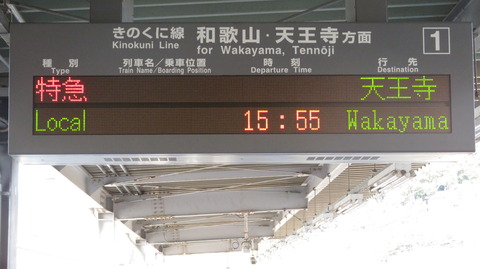 きのくに線 和歌山・天王寺方面 1
Kinokuni Line for Wakayama, Tennōji
種別 列車名/乗車位置 時刻 行先
Type Train Name/Boarding Position Departure Time Destination
特急 天王寺
Local 15:55 Wakayama